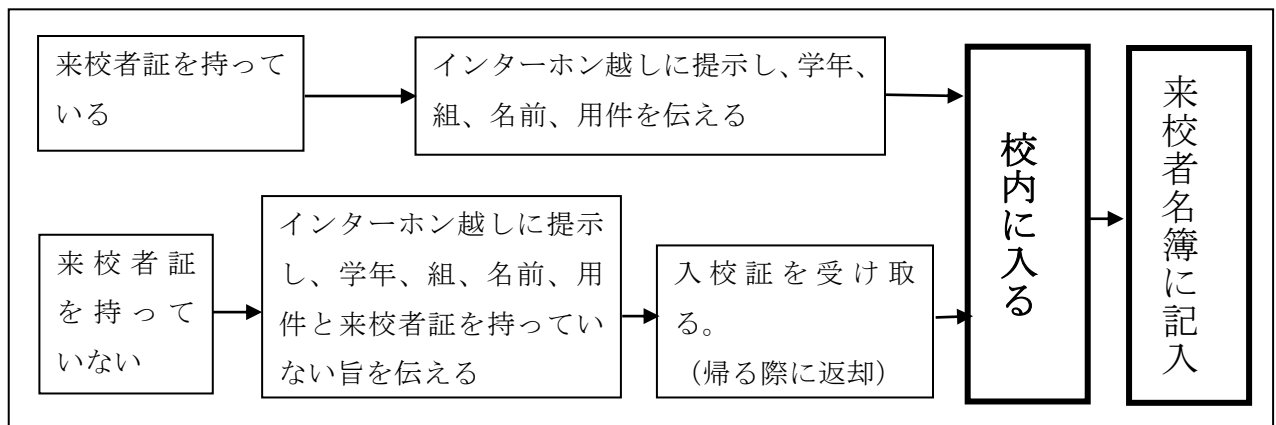 来校者証を持って
いる
インターホン越しに提示し、学年、
組、名前、用件を伝える
来校者証
を持って
いない
インターホン越しに提示
し、学年、組、名前、用
件と来校者証を持ってい
ない旨を伝える
入校証を受け取
る。
（帰る際に返却）
校内に入る
来校者名簿に記入